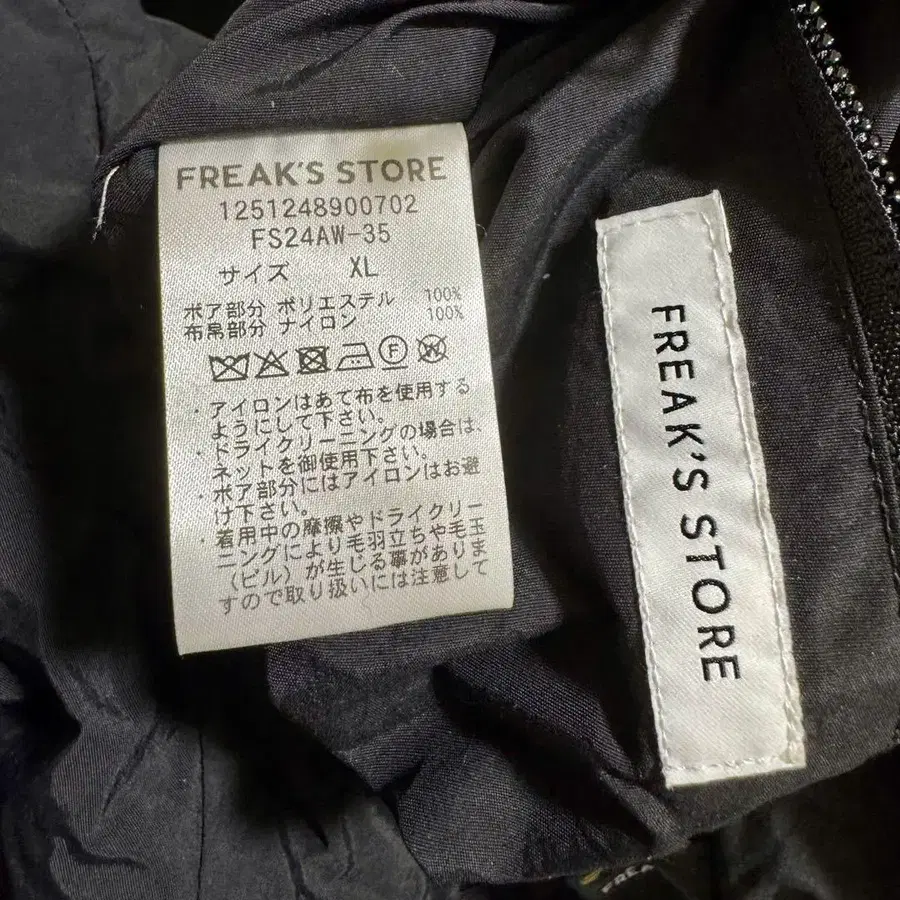 FREAK'S STORE
1251248900702
FS24AW-35
サイズ XL
ボア部分 ポリエステル 100%
布帛部分 ナイロン 100%
F W
・アイロンはあて布を使用する
ようにして下さい。
・ドライクリーニングの場合は、
ネットを御使用下さい。
・ボア部分にはアイロンはお避
け下さい。
・着用中の摩擦やドライクリー
ニングにより毛羽立ちや毛玉
(ピル)が生じる事がありま
すので取り扱いには注意して
FREAK'S STORE
FREAK